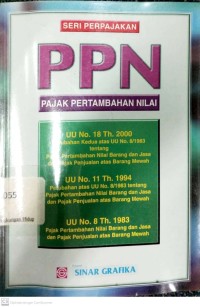 SERI PERPAJAKAN
PPN
PAJAK PERTAMBAHAN NILAI
UU No. 18 Th. 2000
Perubahan Kedua atas UU No. 8/1983
tentang
Pajak Pertambahan Nilai Barang dan Jasa
dan Pajak Penjualan atas Barang Mewah
UU No. 11 Th. 1994
Perubahan atas UU No. 8/1983 tentang
Pajak Pertambahan Nilai Barang dan Jasa
dan Pajak Penjualan atas Barang Mewah
UU No. 8 Th. 1983
Pajak Pertambahan Nilai Barang dan Jasa
dan Pajak Penjualan atas Barang Mewah
055
SINAR GRAFIKA